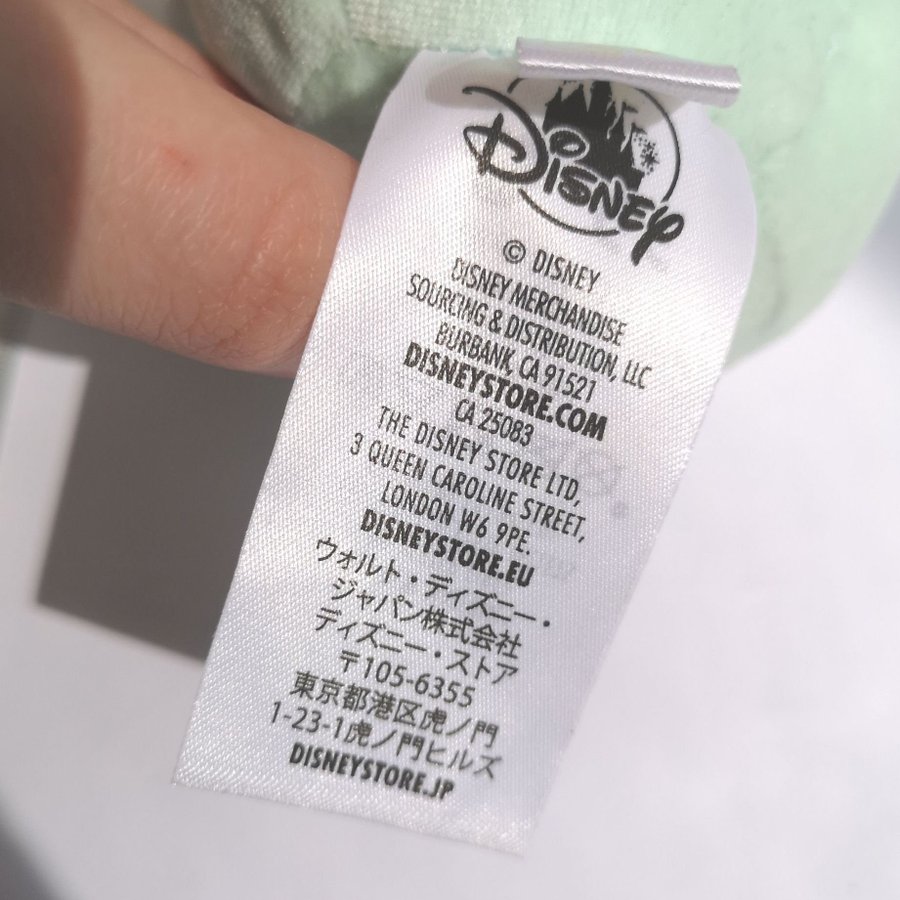 DISNEY
© DISNEY
DISNEY MERCHANDISE
SOURCING & DISTRIBUTION, LLC
BURBANK, CA 91521
DISNEYSTORE.COM
CA 25083
THE DISNEY STORE LTD,
3 QUEEN CAROLINE STREET,
LONDON W6 9PE.
DISNEYSTORE.EU
ウォルト・ディズニー・
ジャパン株式会社
ディズニー・ストア
〒105-6355
東京都港区虎ノ門
1-23-1虎ノ門ヒルズ
DISNEYSTORE.JP